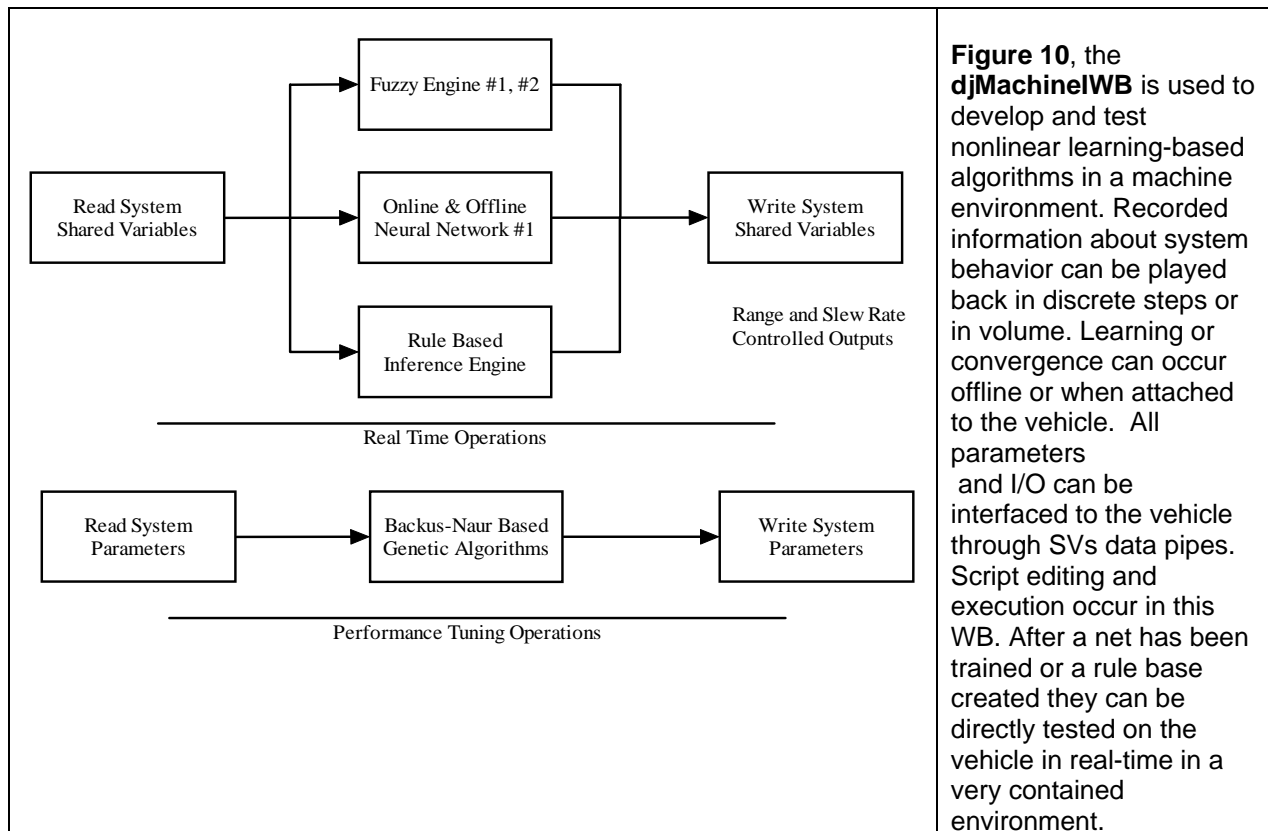 Fuzzy Engine #1, #2
Read System
Shared Variables
Online & Offline
Neural Network #1
Write System
Shared Variables
Rule Based
Inference Engine
Range and Slew Rate
Controlled Outputs
Real Time Operations
Read System
Parameters
Backus-Naur Based
Genetic Algorithms
Write System
Parameters
Performance Tuning Operations
Figure 10, the
djMachineIWB is used to
develop and test
nonlinear learning-based
algorithms in a machine
environment. Recorded
information about system
behavior can be played
back in discrete steps or
in volume. Learning or
convergence can occur
offline or when attached
to the vehicle.  All
parameters
and I/O can be
interfaced to the vehicle
through SVs data pipes.
Script editing and
execution occur in this
WB. After a net has been
trained or a rule base
created they can be
directly tested on the
vehicle in real-time in a
very contained
environment.